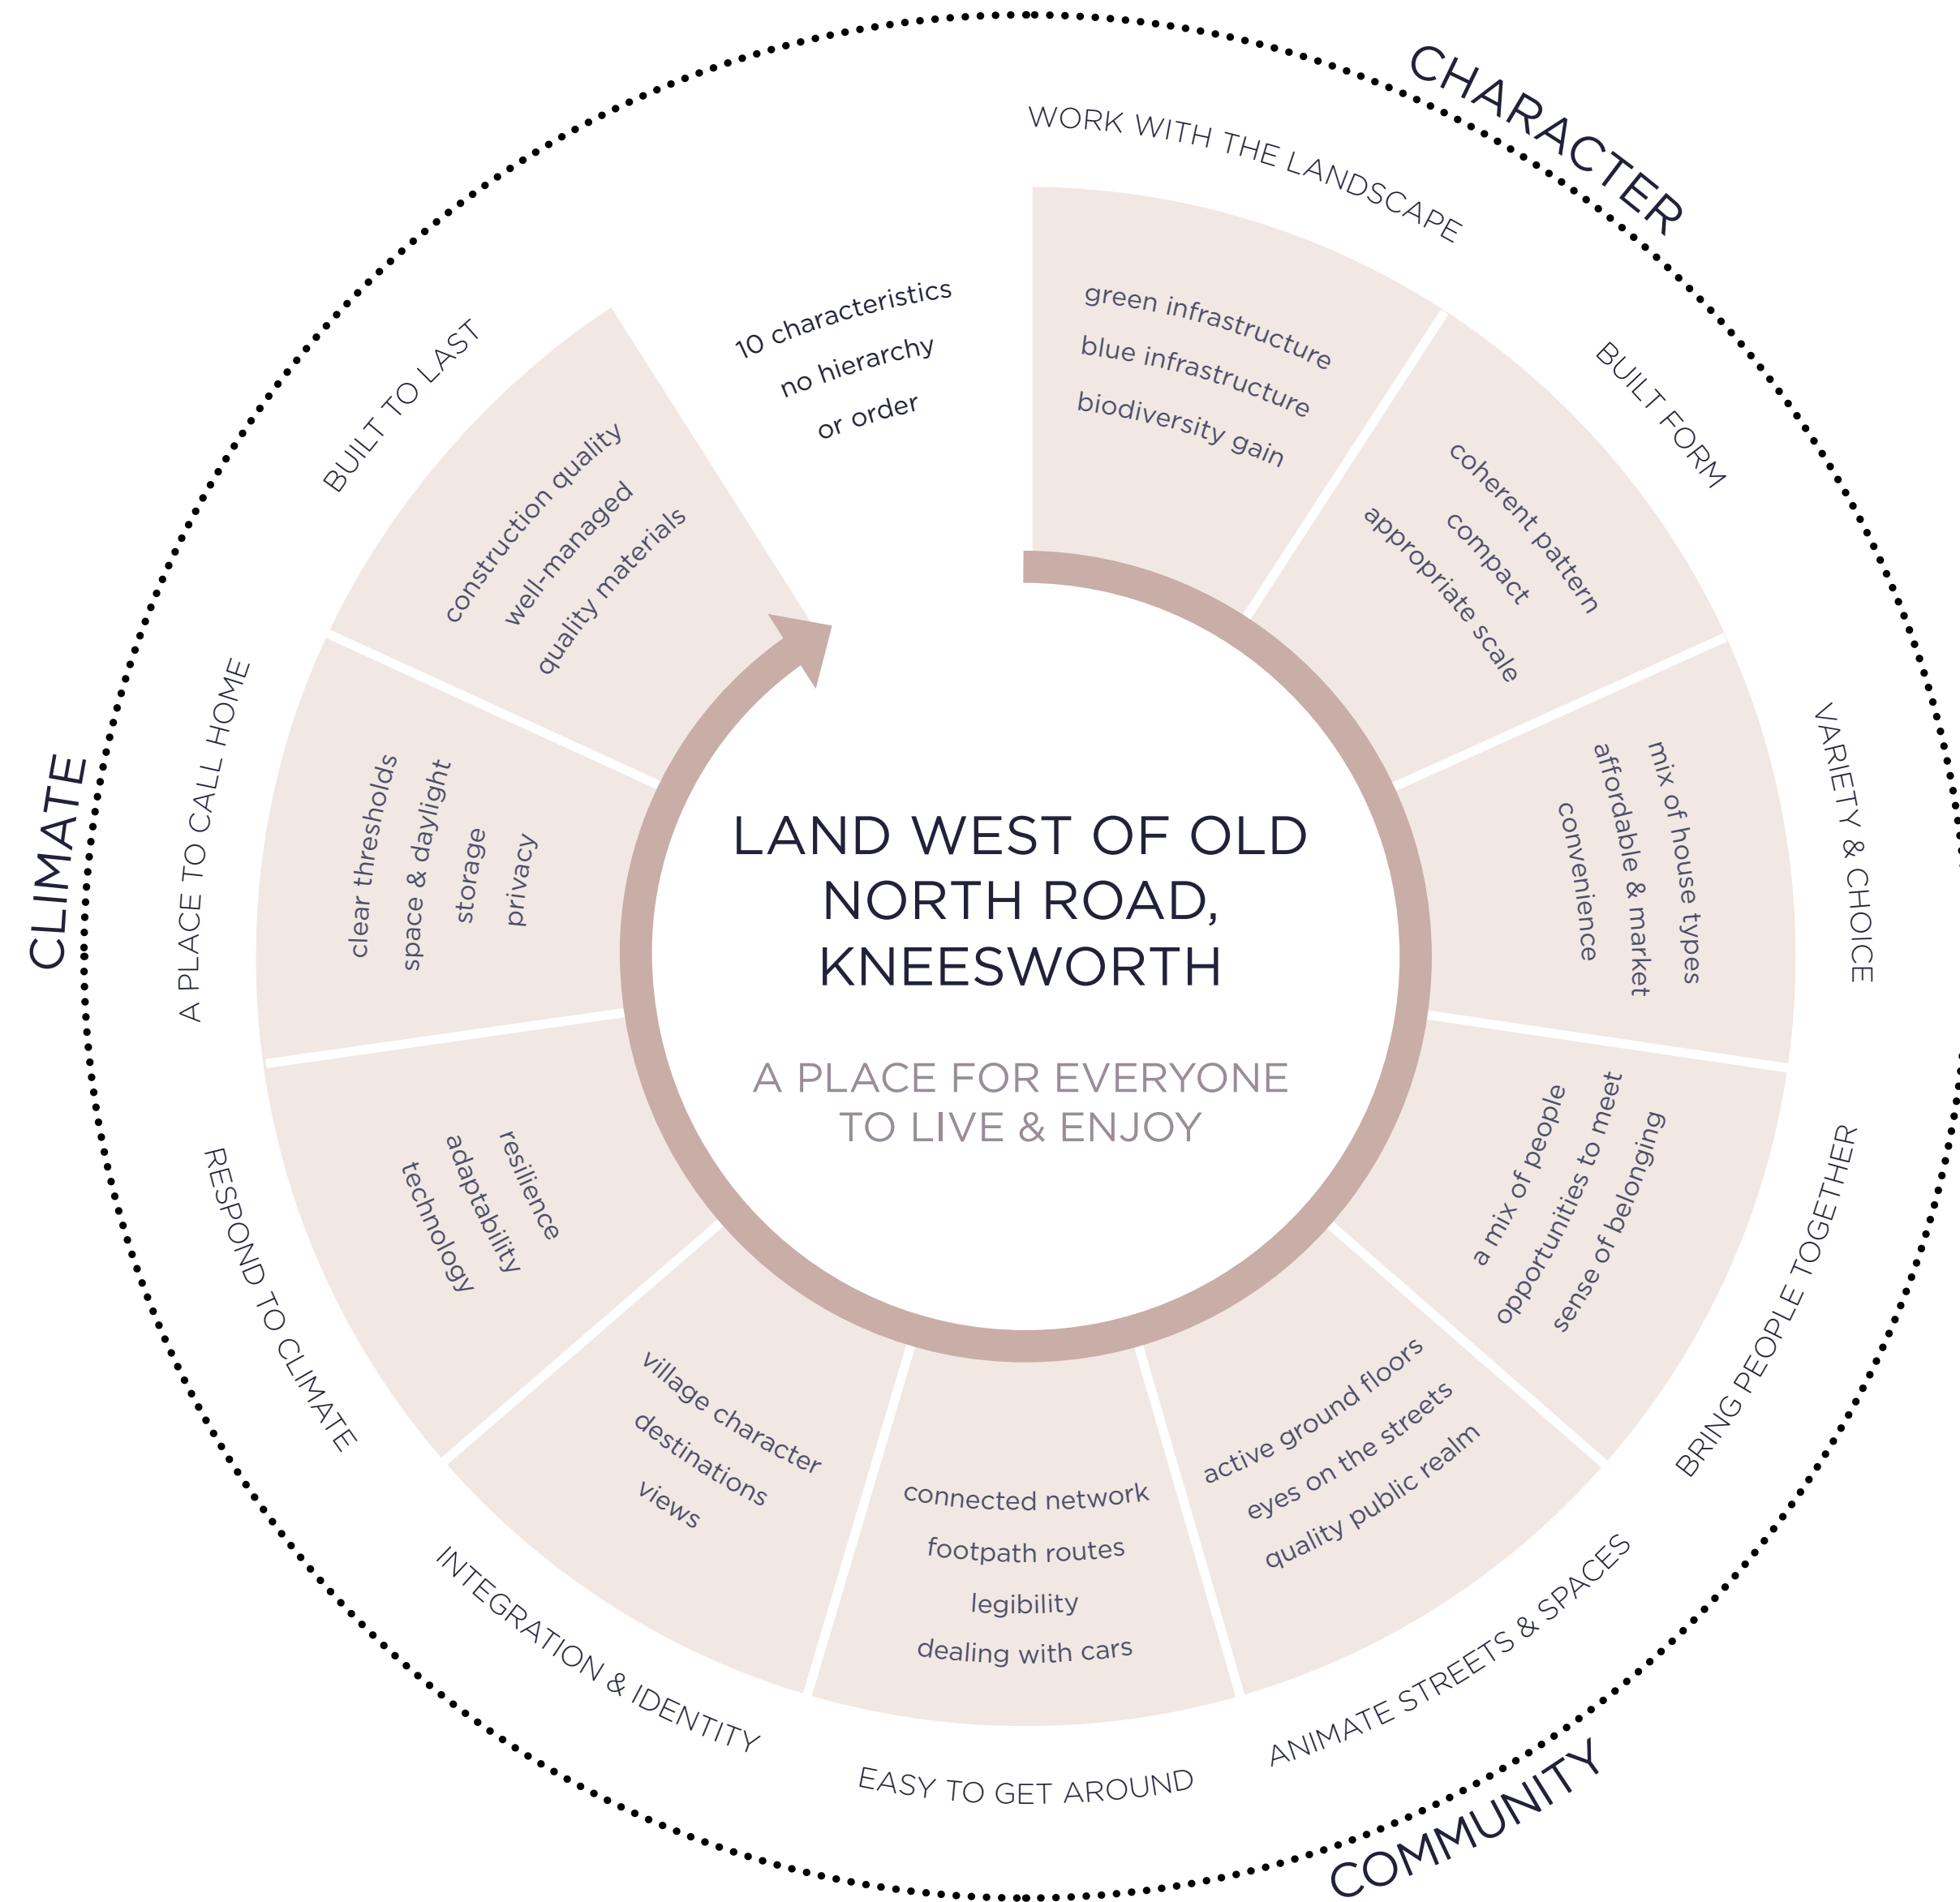 CHARACTER
WORK WITH THE LANDSCAPE
green infrastructure
blue infrastructure
biodiversity gain
BUILT FORM
coherent pattern
compact
appropriate scale
VARIETY & CHOICE
mix of house types
affordable & market
convenience
BRING PEOPLE TOGETHER
a mix of people
opportunities to meet
sense of belonging
COMMUNITY
ANIMATE STREETS & SPACES
active ground floors
eyes on the streets
quality public realm
EASY TO GET AROUND
connected network
footpath routes
legibility
dealing with cars
INTEGRATION & IDENTITY
village character
destinations
views
RESPOND TO CLIMATE
resilience
adaptability
technology
CLIMATE
A PLACE TO CALL HOME
clear thresholds
space & daylight
storage
privacy
BUILT TO LAST
construction quality
well-managed
quality materials
10 characteristics
no hierarchy
or order
LAND WEST OF OLD
NORTH ROAD,
KNEESWORTH
A PLACE FOR EVERYONE
TO LIVE & ENJOY